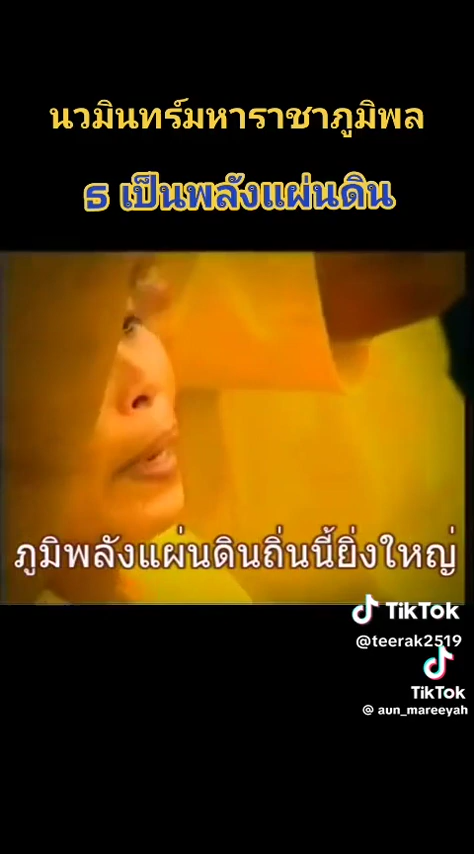 นวมินทร์มหาราชาภูมิพล
ธ เป็นพลังแผ่นดิน
ภูมิพลังแผ่นดินถิ่นนี้ยิ่งใหญ่
TikTok
@teerak2519
TikTok
@ aun_mareeyah